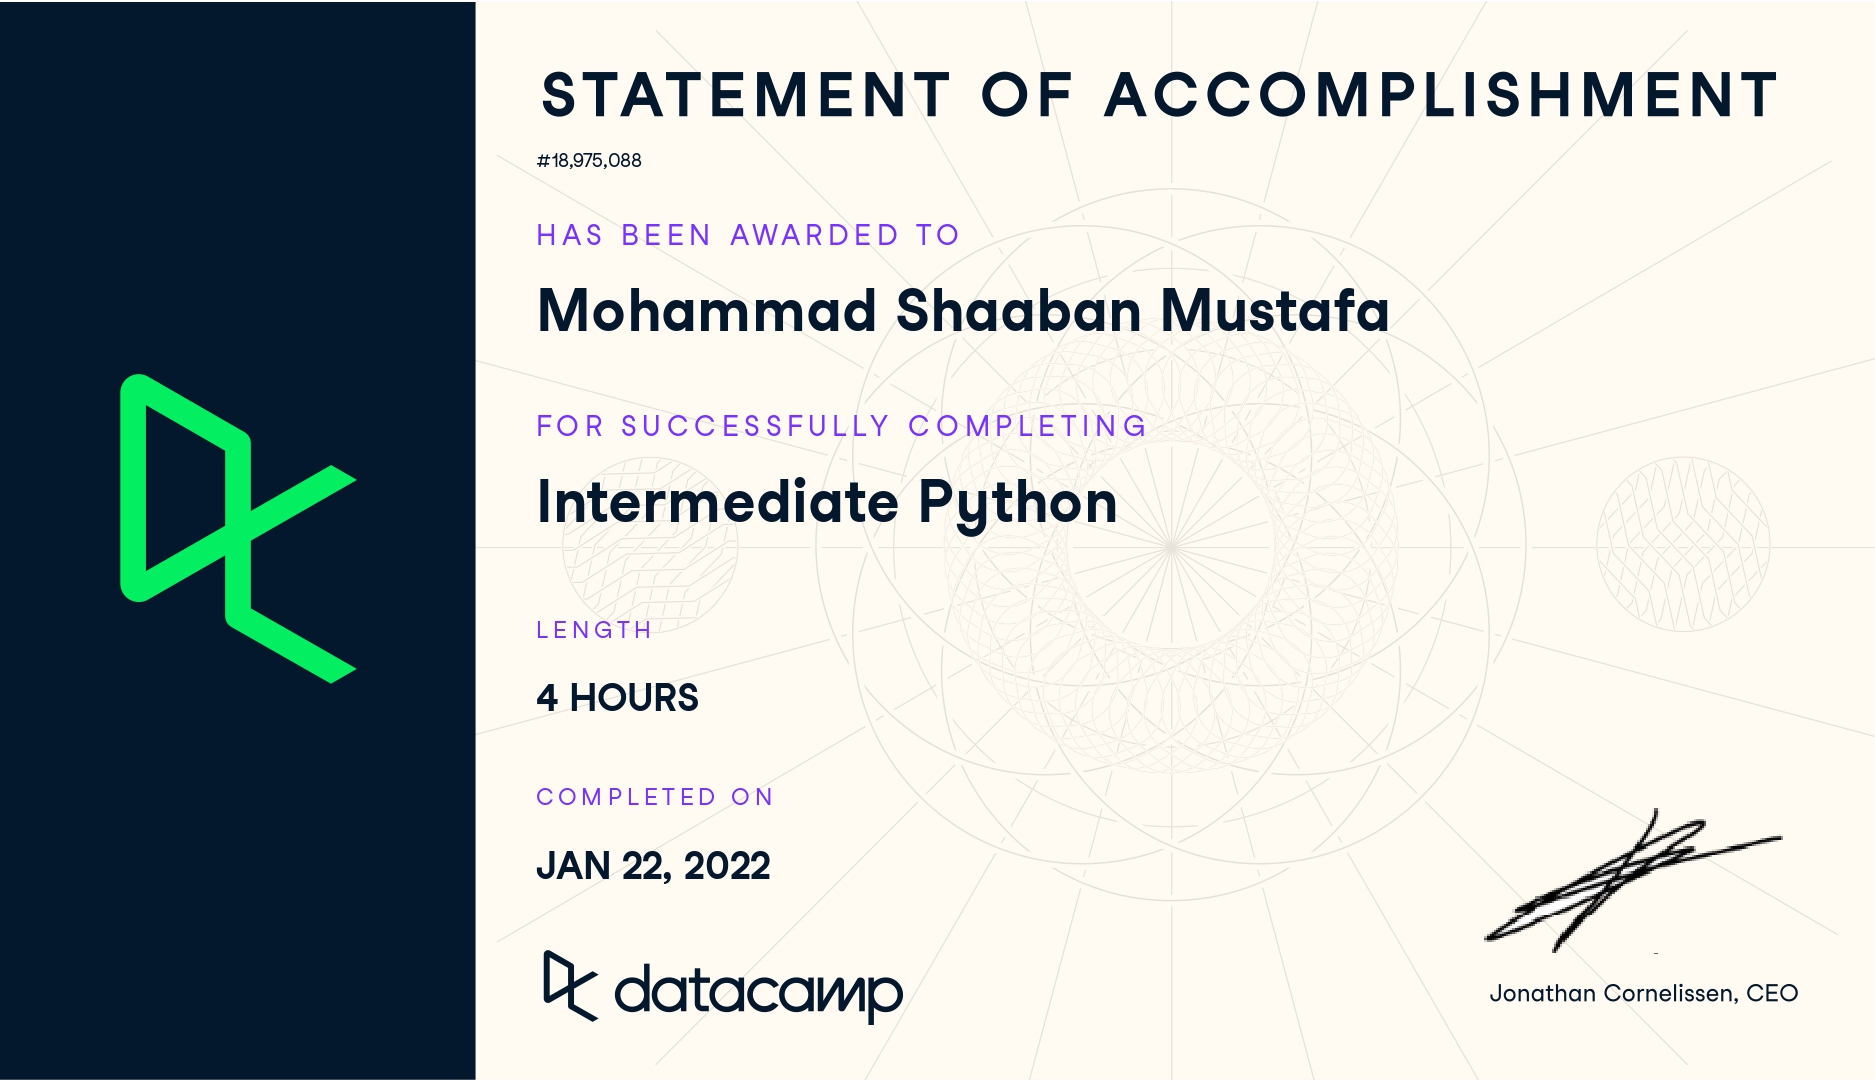 STATEMENT OF ACCOMPLISHMENT
#18,975,088
HAS BEEN AWARDED TO
Mohammad Shaaban Mustafa
FOR SUCCESSFULLY COMPLETING
Intermediate Python
LENGTH
4 HOURS
COMPLETED ON
JAN 22, 2022
datacamp
Jonathan Cornelissen, CEO